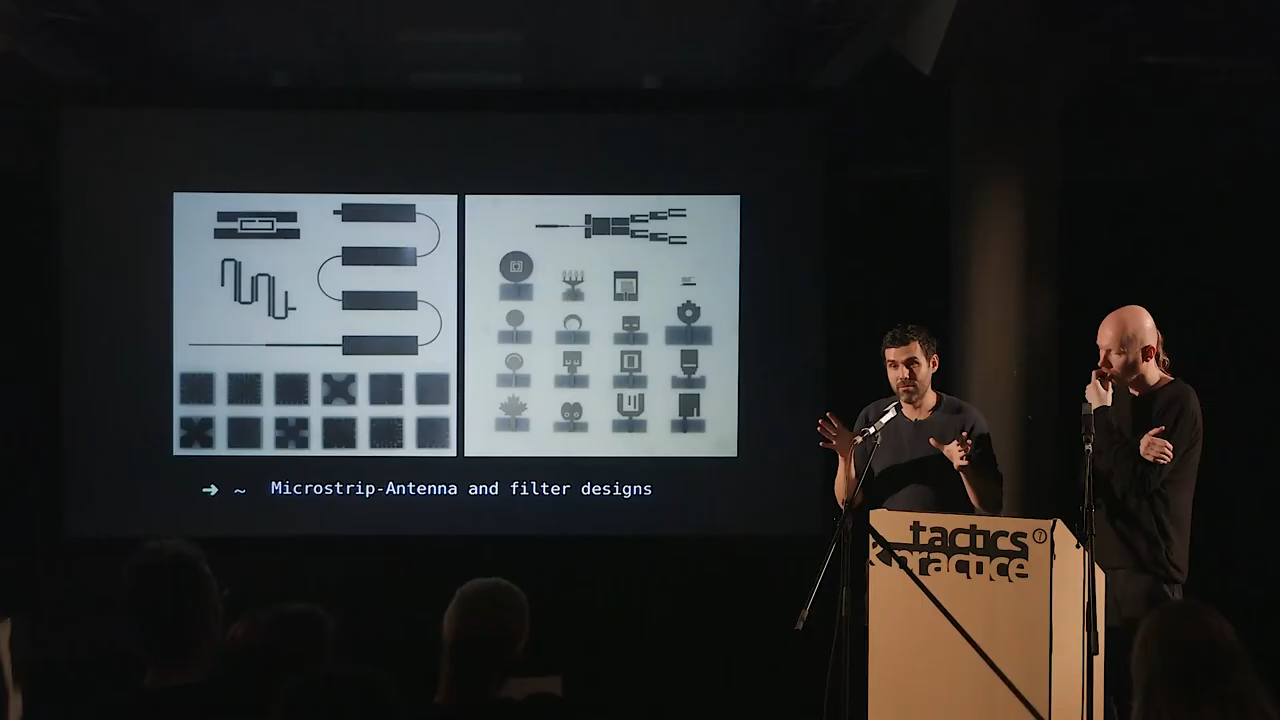 ➜ ~ Microstrip-Antenna and filter designs
tactics
& practice